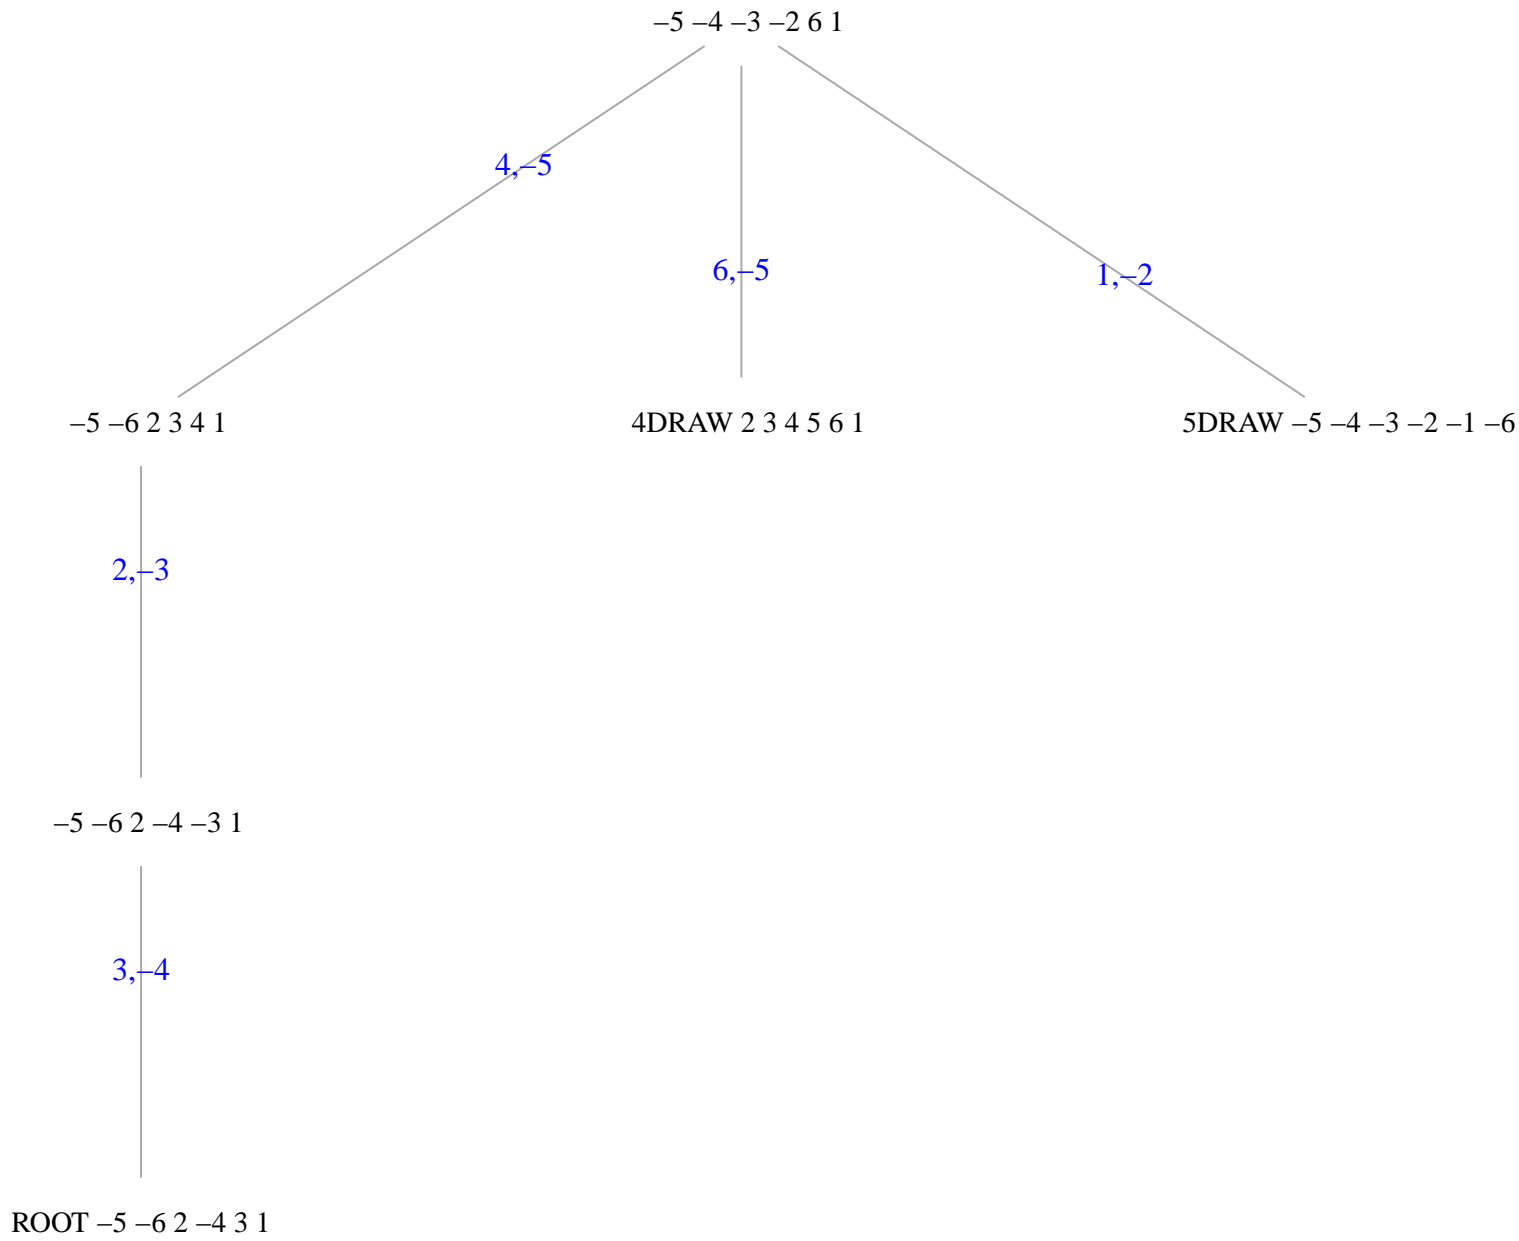 –5 –4 –3 –2 6 1
4,–5
6,–5
1,–2
–5 –6 2 3 4 1
4DRAW 2 3 4 5 6 1
5DRAW –5 –4 –3 –2 –1 –6
2,–3
–5 –6 2 –4 –3 1
3,–4
ROOT –5 –6 2 –4 3 1